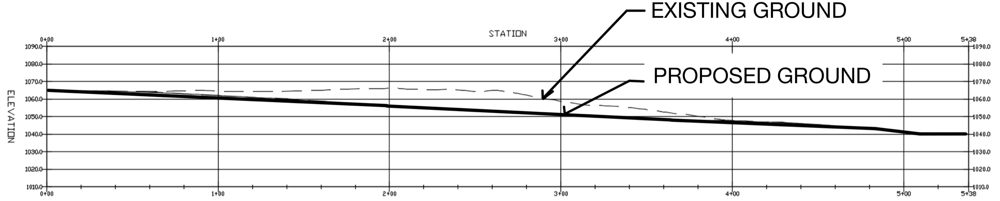 EXISTING GROUND
STATION
0+00 1+00 2+00 3+00 4+00 5+00 5+38
1090.0 1090.0
1080.0 1080.0
PROPOSED GROUND
1070.0 1070.0
1060.0 1060.0
1050.0 1050.0
1040.0 1040.0
1030.0 1030.0
1020.0 1020.0
1010.0 1010.0
0+00 1+00 2+00 3+00 4+00 5+00 5+38
ELEVATION